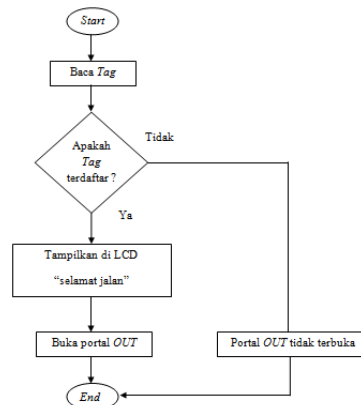 Start
Baca Tag
Apakah
Tag
terdaftar ?
Tidak
Ya
Tampilkan di LCD
“selamat jalan”
Buka portal OUT
Portal OUT tidak terbuka
End